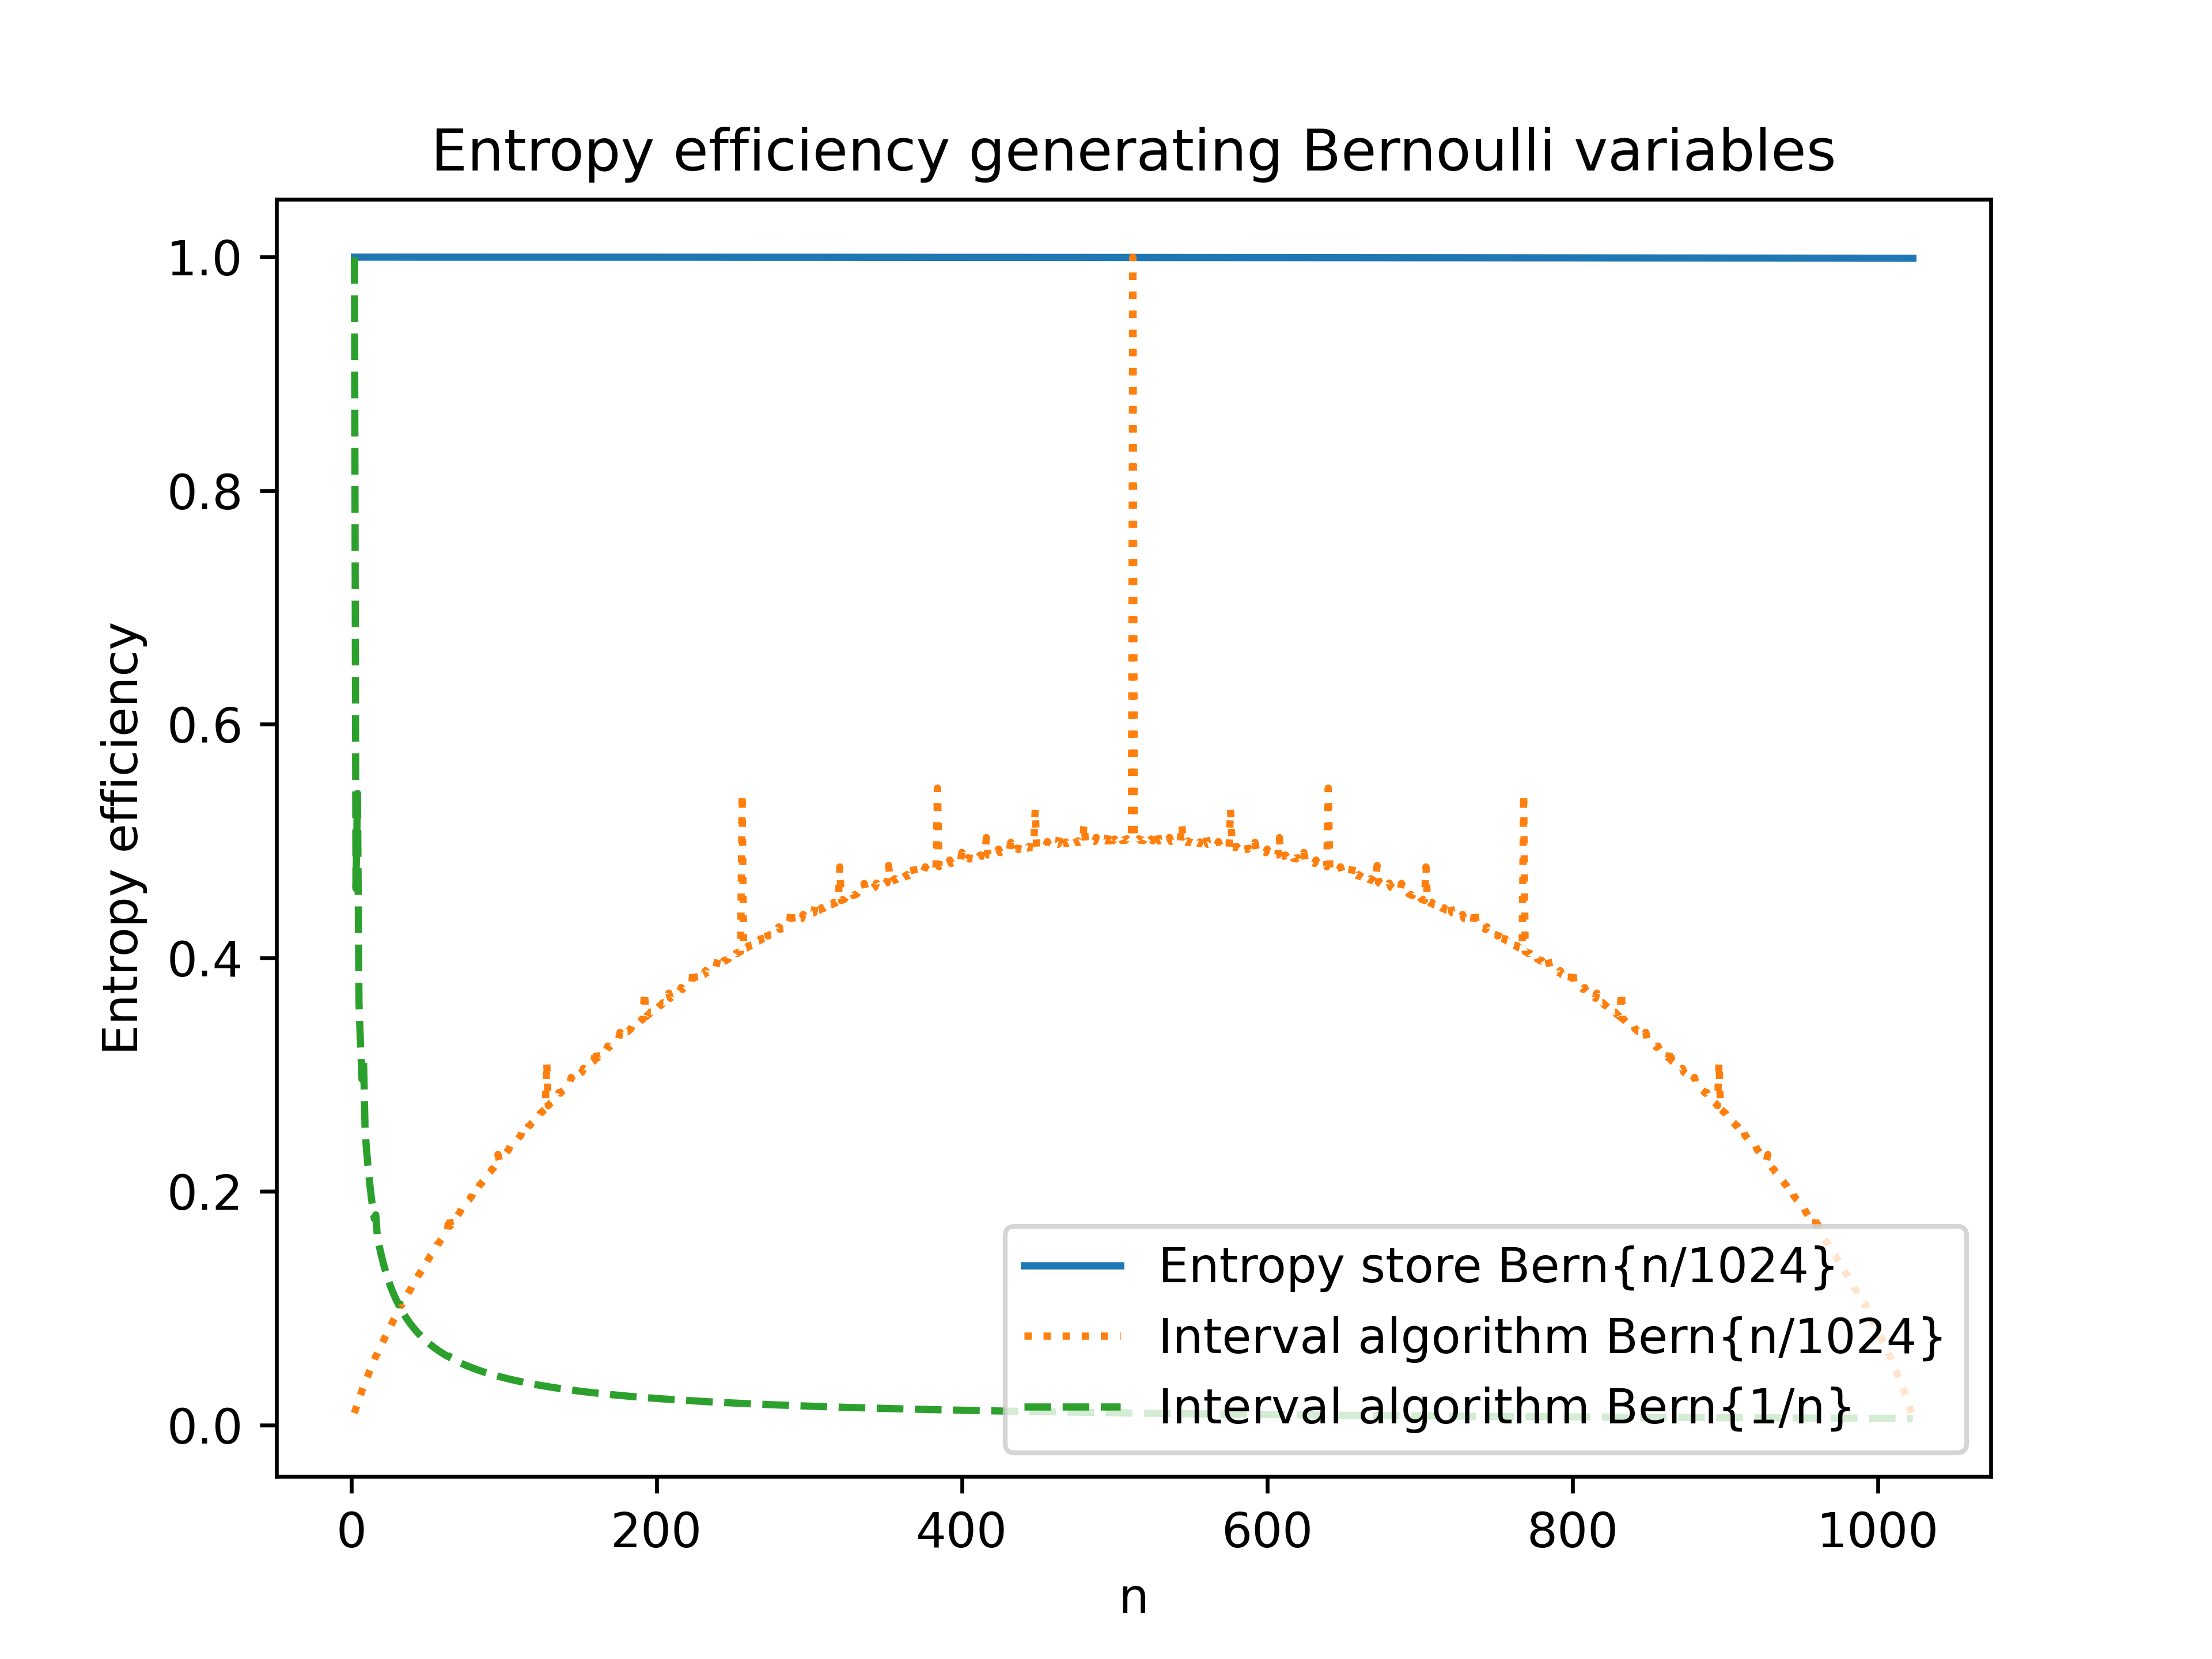 Entropy efficiency generating Bernoulli variables
Entropy efficiency
1.0
0.8
0.6
0.4
0.2
0.0
0 200 400 600 800 1000
n
Entropy store Bern{n/1024}
Interval algorithm Bern{n/1024}
Interval algorithm Bern{1/n}